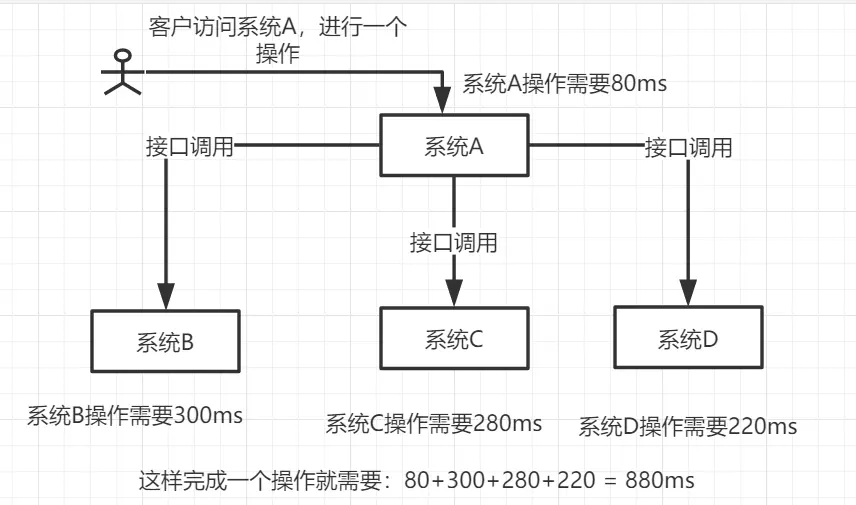 客户访问系统A，进行一个
操作
系统A操作需要80ms
系统A
接口调用
接口调用
接口调用
系统B
系统C
系统D
系统B操作需要300ms
系统C操作需要280ms
系统D操作需要220ms
这样完成一个操作就需要：80+300+280+220 = 880ms